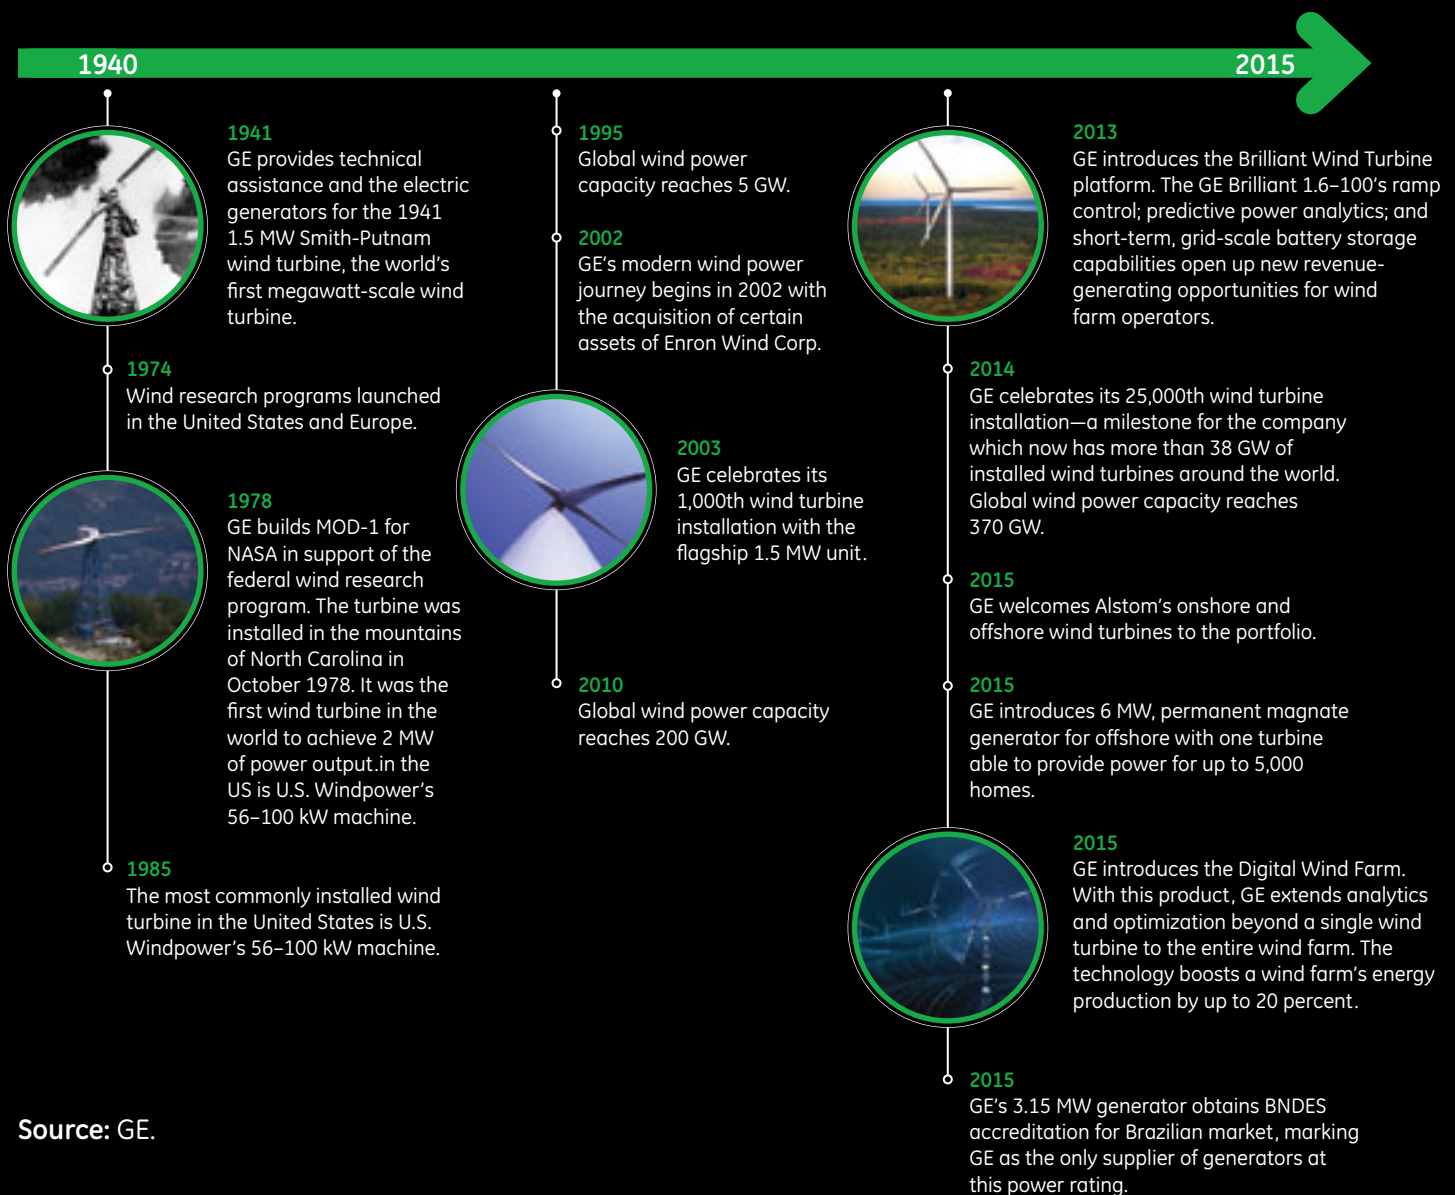 1940
2015
1941
GE provides technical
assistance and the electric
generators for the 1941
1.5 MW Smith-Putnam
wind turbine, the world's
first megawatt-scale wind
turbine.
1974
Wind research programs launched
in the United States and Europe.
1978
GE builds MOD-1 for
NASA in support of the
federal wind research
program. The turbine was
installed in the mountains
of North Carolina in
October 1978. It was the
first wind turbine in the
world to achieve 2 MW
of power output.in the
US is U.S. Windpower's
56–100 kW machine.
1985
The most commonly installed wind
turbine in the United States is U.S.
Windpower's 56–100 kW machine.
1995
Global wind power
capacity reaches 5 GW.
2002
GE's modern wind power
journey begins in 2002 with
the acquisition of certain
assets of Enron Wind Corp.
2003
GE celebrates its
1,000th wind turbine
installation with the
flagship 1.5 MW unit.
2010
Global wind power capacity
reaches 200 GW.
2013
GE introduces the Brilliant Wind Turbine
platform. The GE Brilliant 1.6–100's ramp
control; predictive power analytics; and
short-term, grid-scale battery storage
capabilities open up new revenue-
generating opportunities for wind
farm operators.
2014
GE celebrates its 25,000th wind turbine
installation—a milestone for the company
which now has more than 38 GW of
installed wind turbines around the world.
Global wind power capacity reaches
370 GW.
2015
GE welcomes Alstom's onshore and
offshore wind turbines to the portfolio.
2015
GE introduces 6 MW, permanent magnate
generator for offshore with one turbine
able to provide power for up to 5,000
homes.
2015
GE introduces the Digital Wind Farm.
With this product, GE extends analytics
and optimization beyond a single wind
turbine to the entire wind farm. The
technology boosts a wind farm's energy
production by up to 20 percent.
2015
GE's 3.15 MW generator obtains BNDES
accreditation for Brazilian market, marking
GE as the only supplier of generators at
this power rating.
Source: GE.